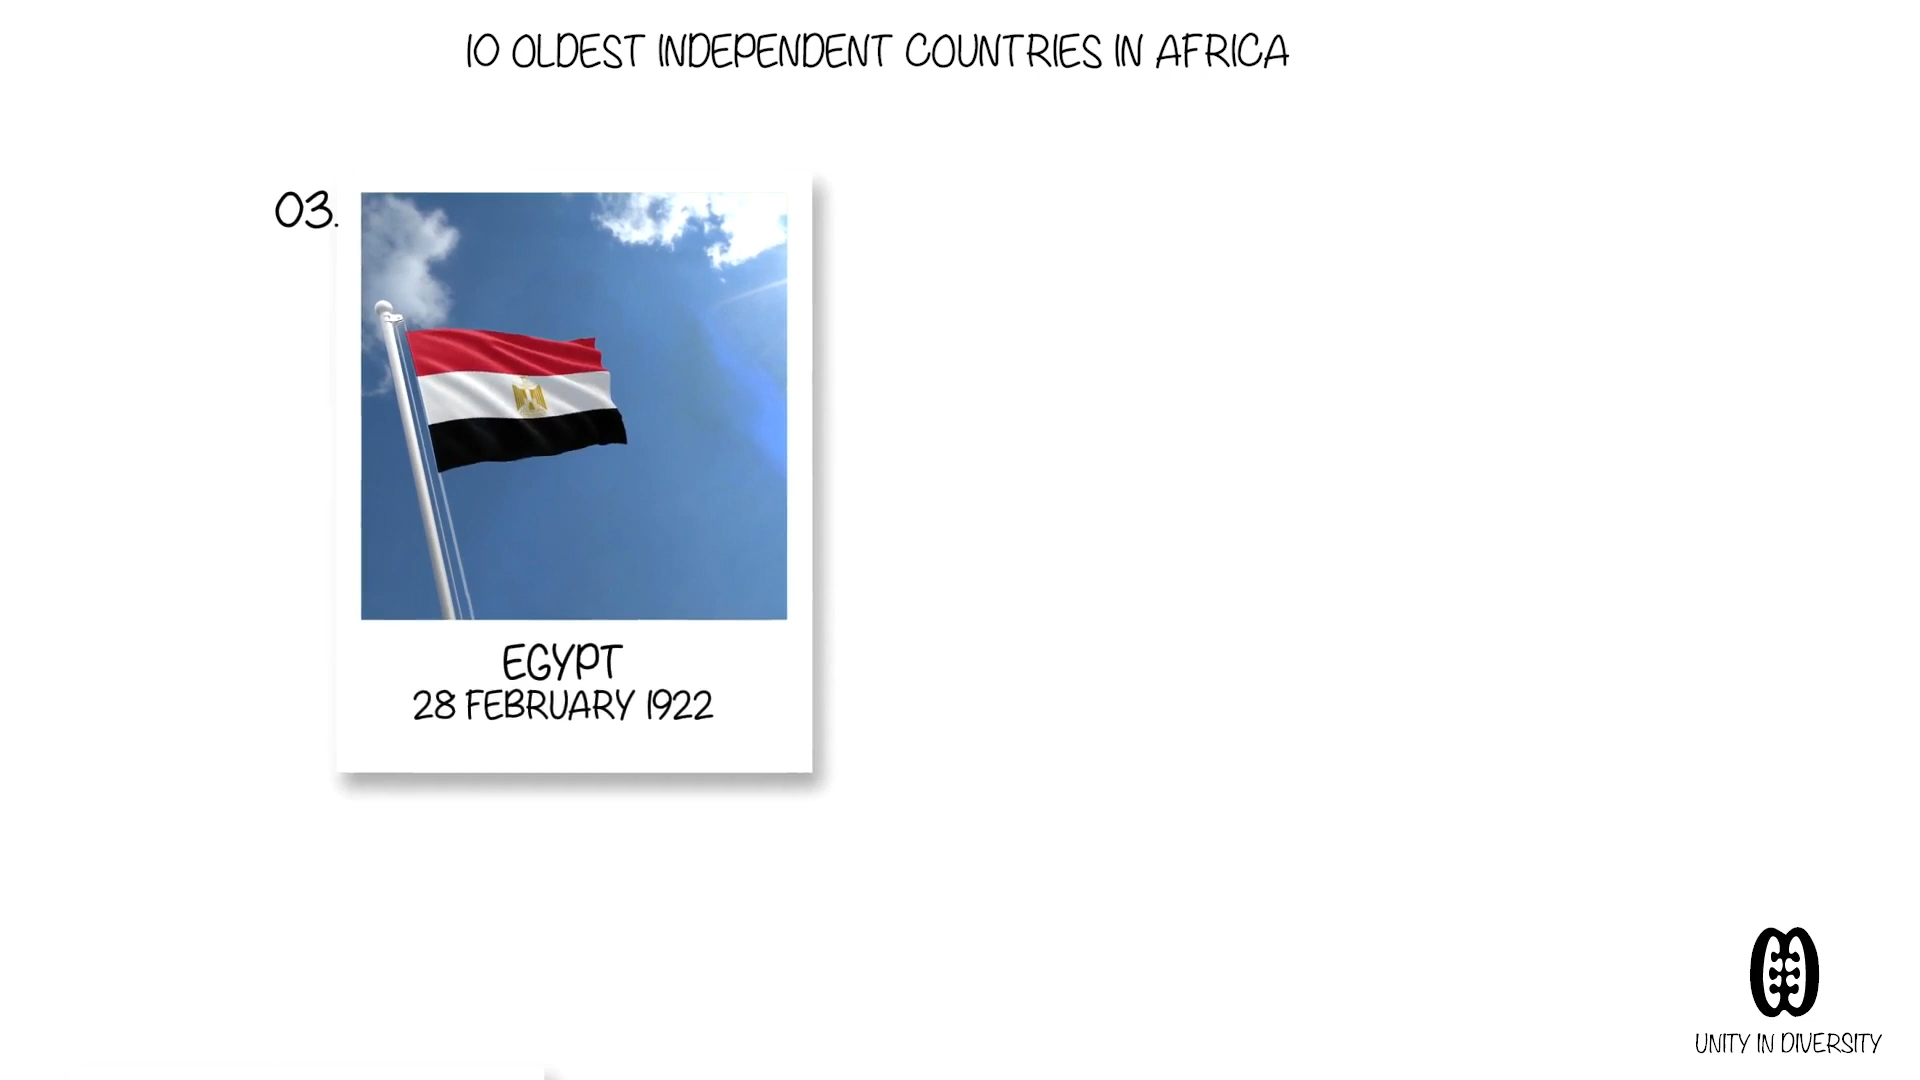 10 OLDEST INDEPENDENT COUNTRIES IN AFRICA
03.
EGYPT
28 FEBRUARY 1922
UNITY IN DIVERSITY